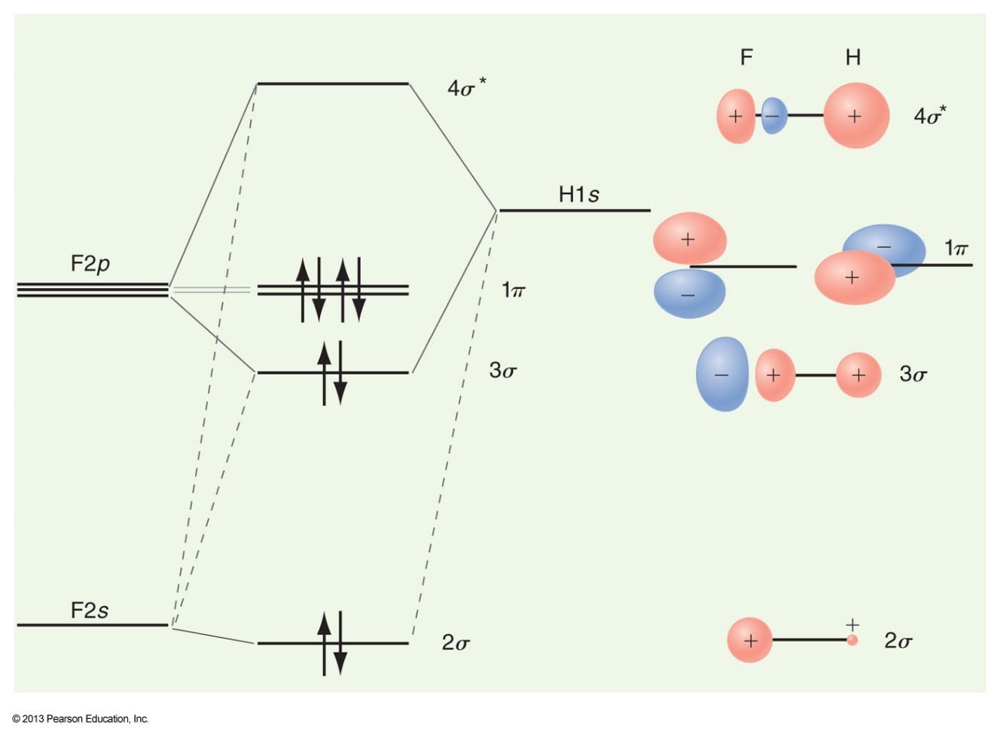 F H
4σ*
+ − + 4σ*
H1s
F2p
+ − 1π
− +
1π
3σ
− + + 3σ
F2s
2σ
+ + 2σ
© 2013 Pearson Education, Inc.